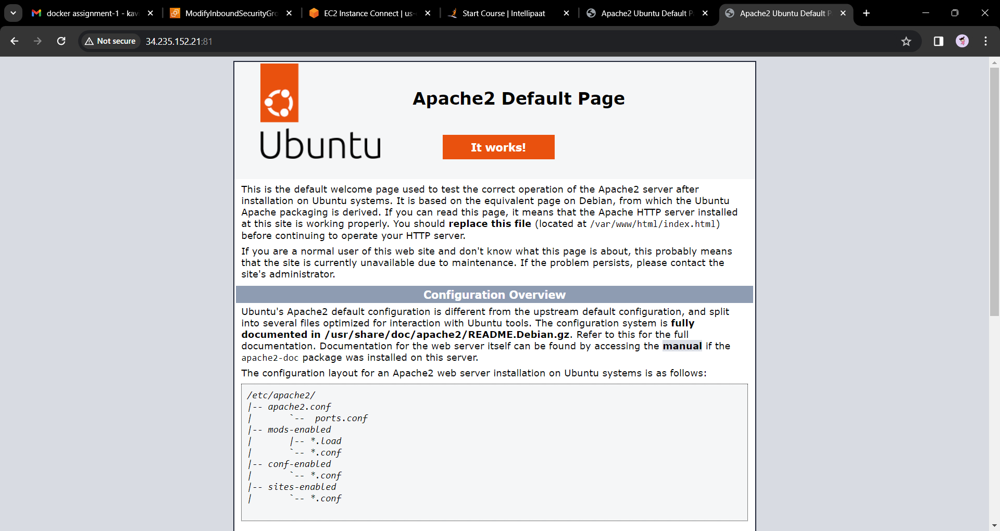 docker assignment-1 - kavi
ModifyInboundSecurityGro
EC2 Instance Connect | us-
Start Course | Intellipaat
Apache2 Ubuntu Default P
Apache2 Ubuntu Default P
Not secure
34.235.152.21:81
Apache2 Default Page
Ubuntu
It works!
This is the default welcome page used to test the correct operation of the Apache2 server after
installation on Ubuntu systems. It is based on the equivalent page on Debian, from which the Ubuntu
Apache packaging is derived. If you can read this page, it means that the Apache HTTP server installed
at this site is working properly. You should replace this file (located at /var/www/html/index.html)
before continuing to operate your HTTP server.
If you are a normal user of this web site and don't know what this page is about, this probably means
that the site is currently unavailable due to maintenance. If the problem persists, please contact the
site's administrator.
Configuration Overview
Ubuntu's Apache2 default configuration is different from the upstream default configuration, and split
into several files optimized for interaction with Ubuntu tools. The configuration system is fully
documented in /usr/share/doc/apache2/README.Debian.gz. Refer to this for the full
documentation. Documentation for the web server itself can be found by accessing the manual if the
apache2-doc package was installed on this server.
The configuration layout for an Apache2 web server installation on Ubuntu systems is as follows:
/etc/apache2/
|-- apache2.conf
|       `--  ports.conf
|-- mods-enabled
|       |-- *.load
|       `-- *.conf
|-- conf-enabled
|       `-- *.conf
|-- sites-enabled
|       `-- *.conf